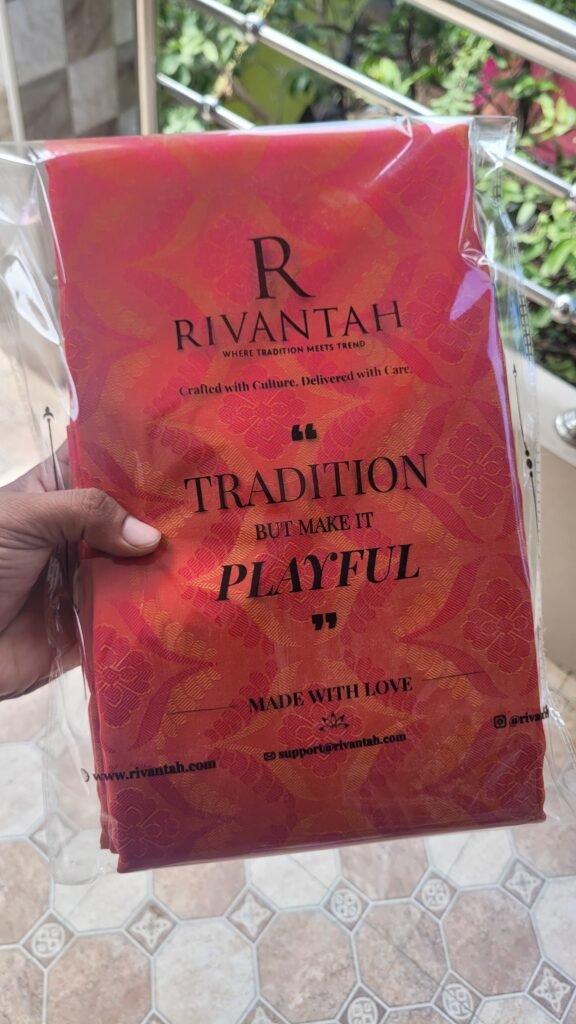 R
RIVANTAH
WHERE TRADITION MEETS TREND
Crafted with Culture. Delivered with Care.
“
TRADITION
BUT MAKE IT
PLAYFUL
”
MADE WITH LOVE
www.rivantah.com
support@rivantah.com